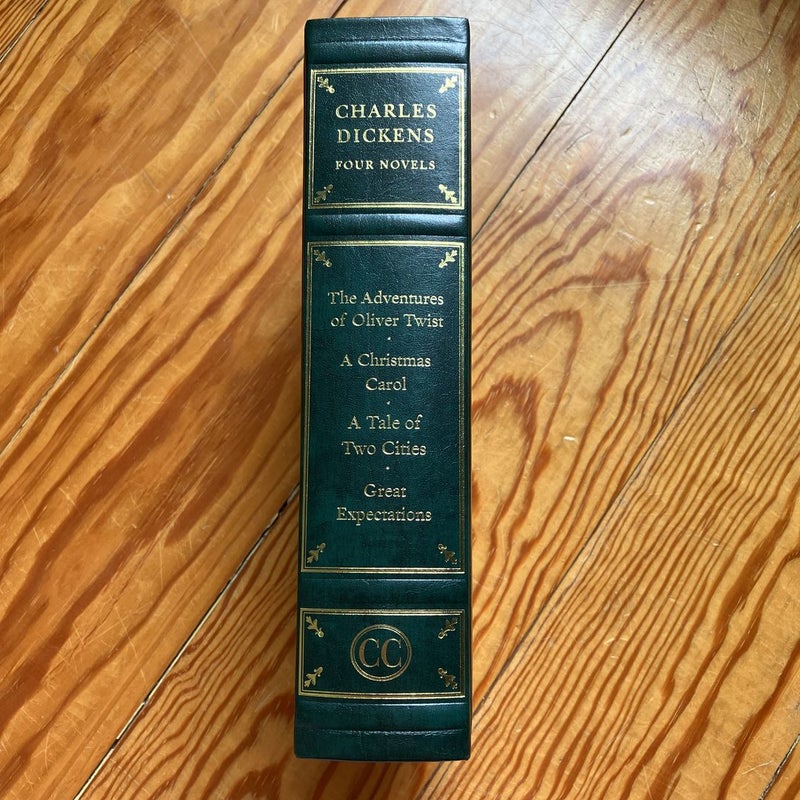 CHARLES
DICKENS
FOUR NOVELS
The Adventures
of Oliver Twist
A Christmas
Carol
A Tale of
Two Cities
Great
Expectations
CC